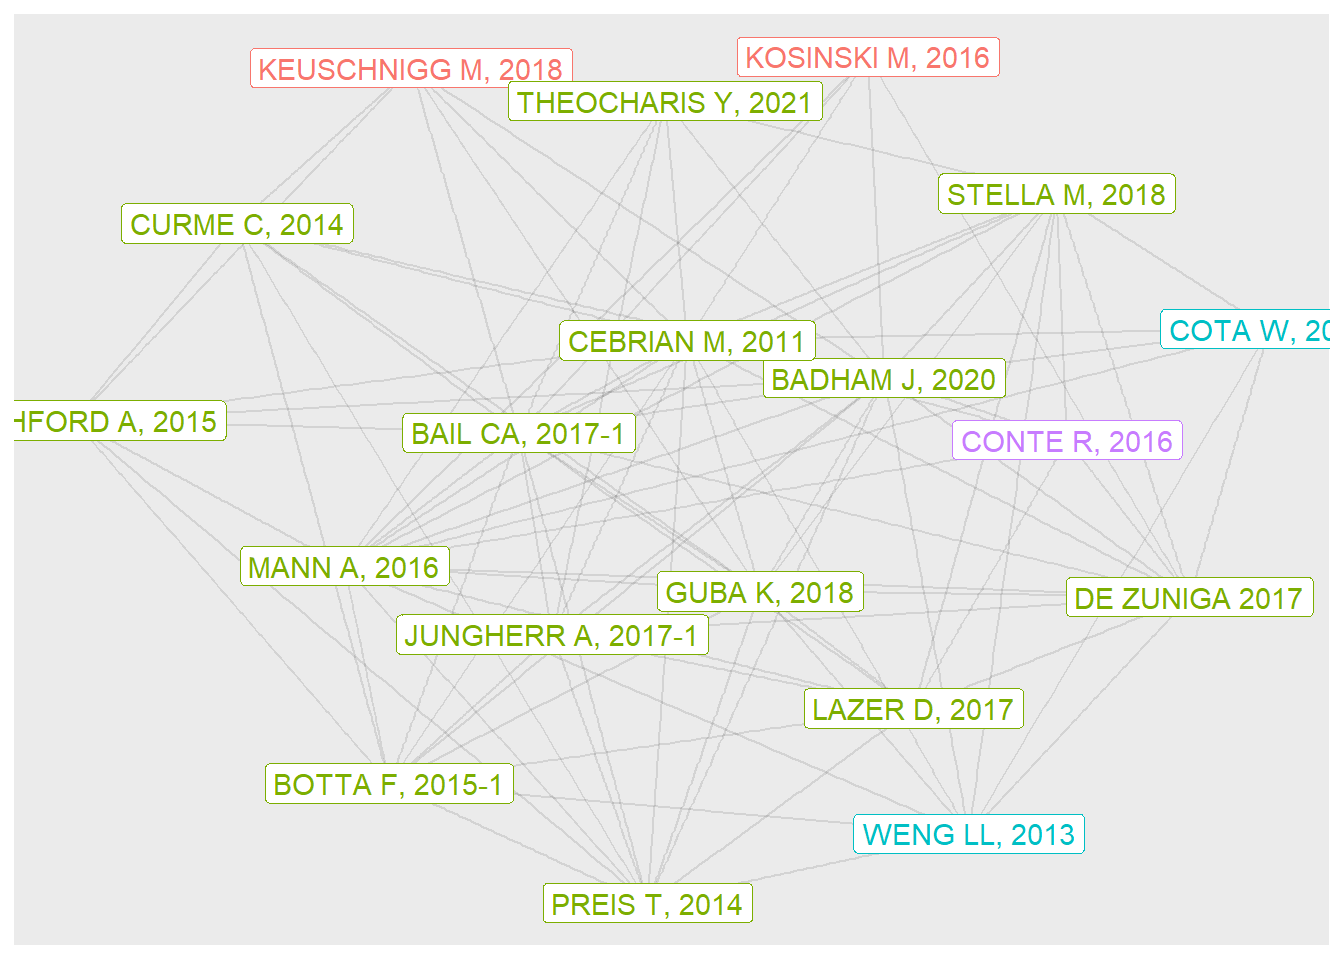 KEUSCHNIGG M, 2018
KOSINSKI M, 2016
THEOCHARIS Y, 2021
STELLA M, 2018
CURME C, 2014
CEBRIAN M, 2011
COTA W, 20
BADHAM J, 2020
HFORD A, 2015
BAIL CA, 2017-1
CONTE R, 2016
MANN A, 2016
GUBA K, 2018
DE ZUNIGA 2017
JUNGHERR A, 2017-1
LAZER D, 2017
BOTTA F, 2015-1
WENG LL, 2013
PREIS T, 2014